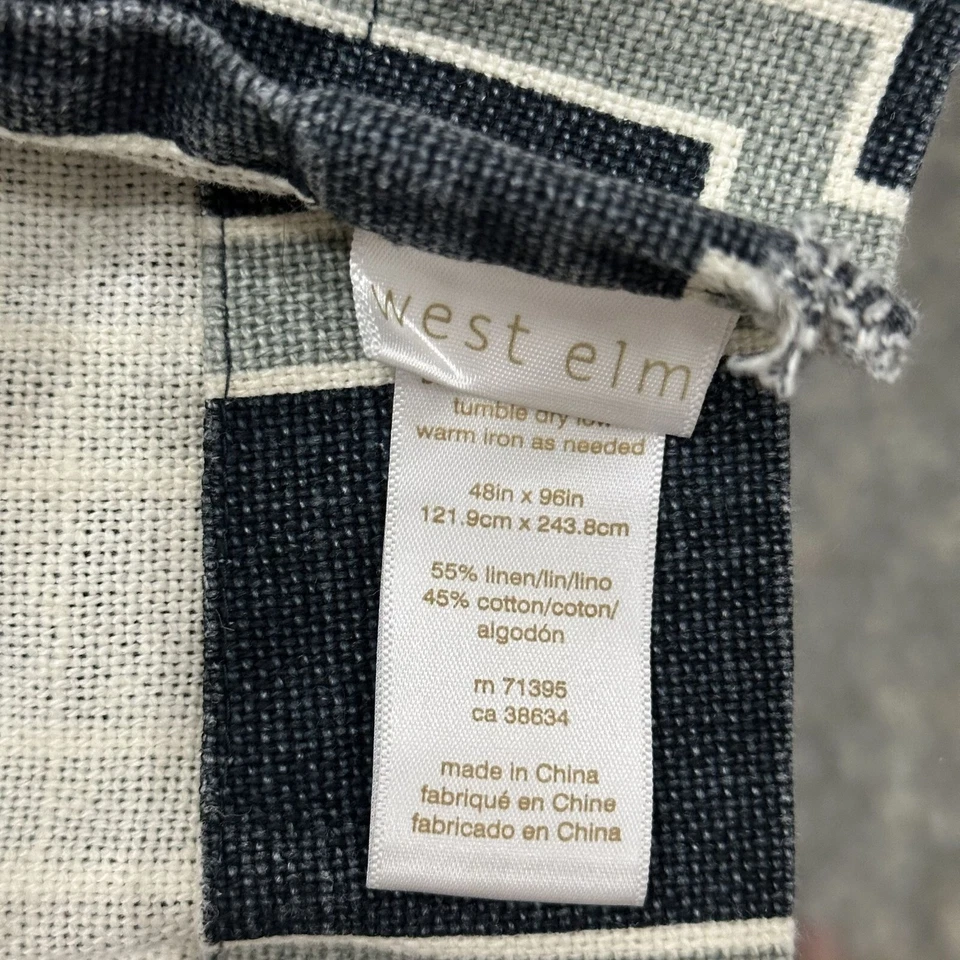 west elm
tumble dry low
warm iron as needed
48in x 96in
121.9cm x 243.8cm
55% linen/lin/lino
45% cotton/coton/
algodón
rn 71395
ca 38634
made in China
fabriqué en Chine
fabricado en China